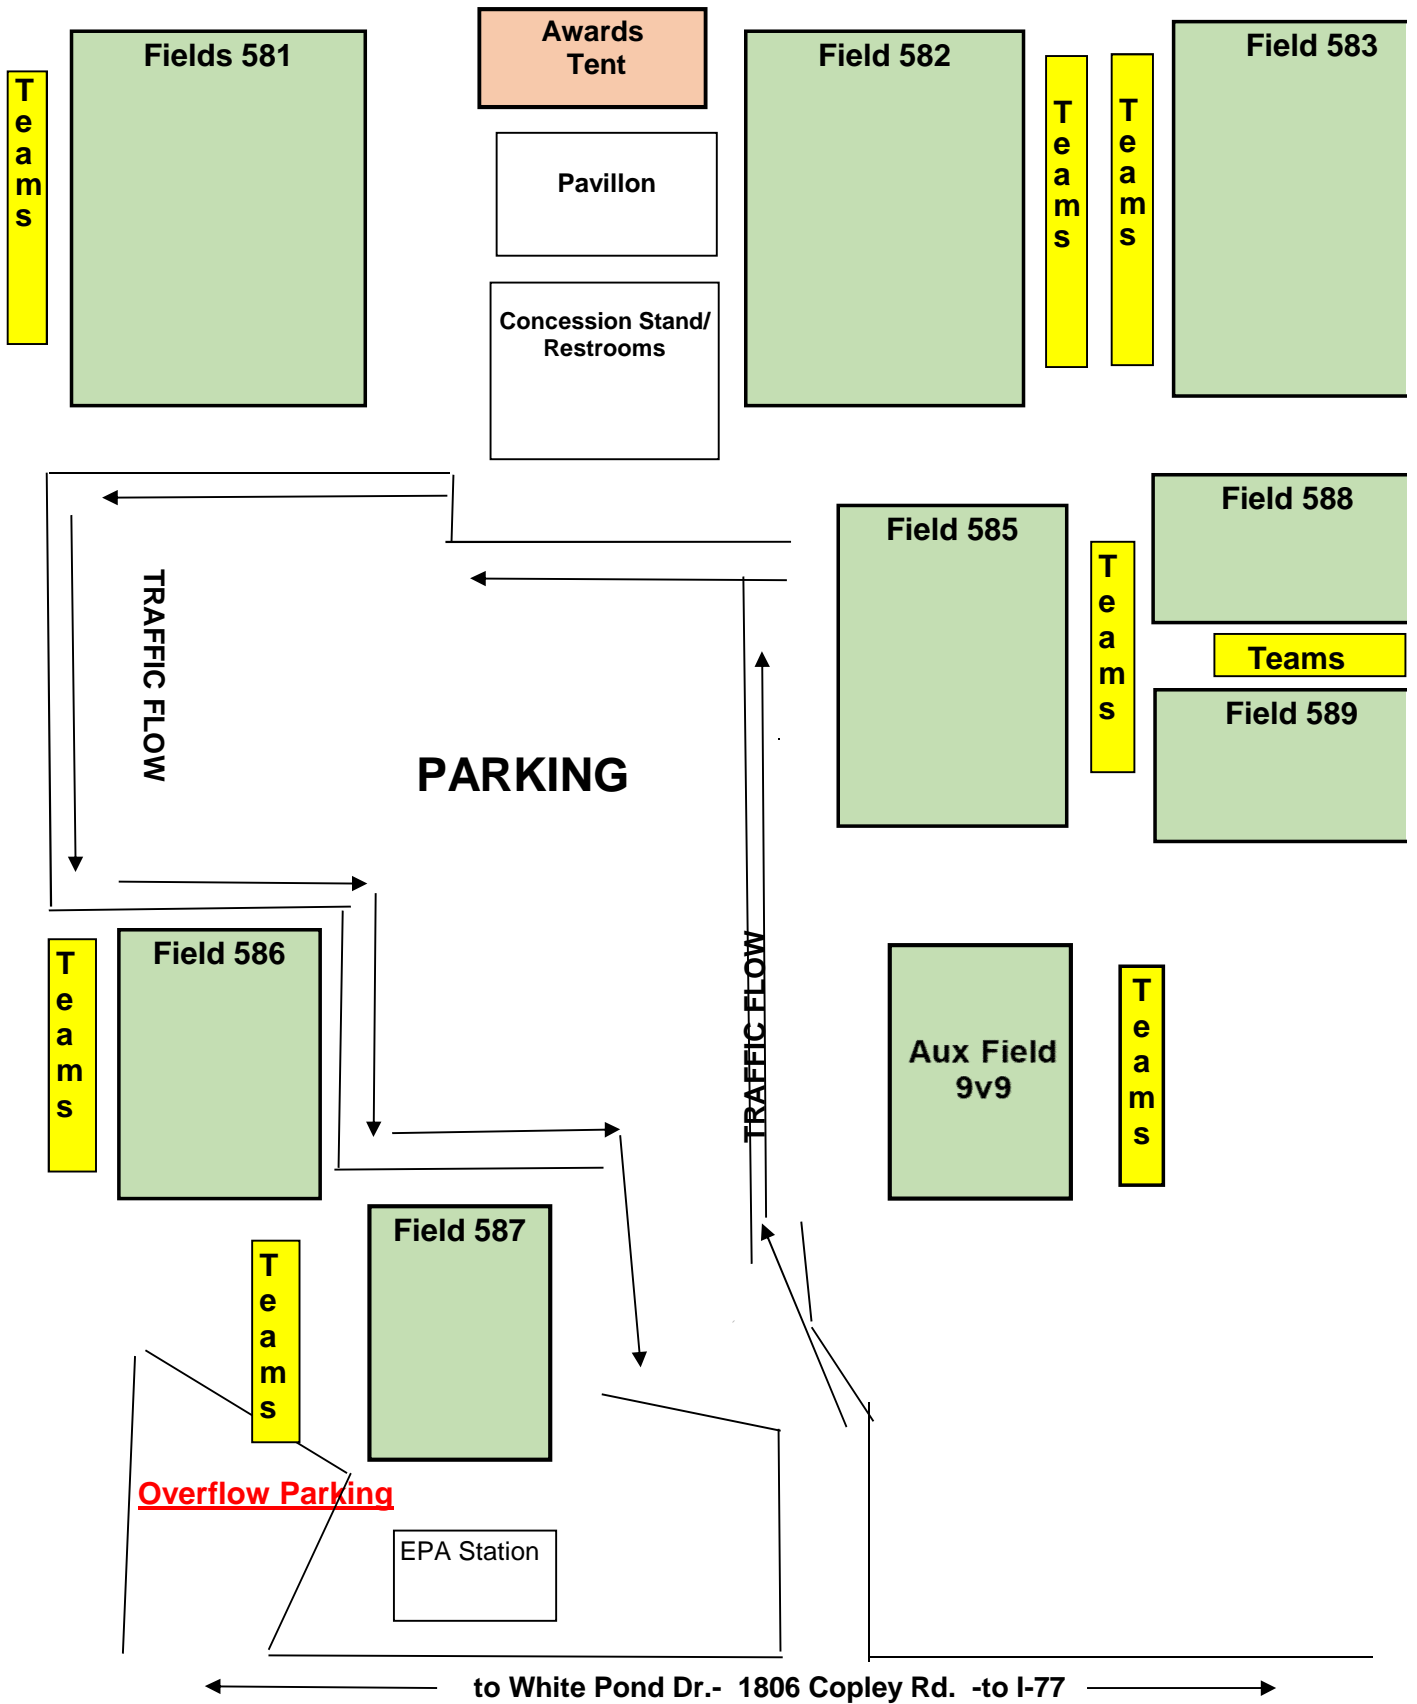 Fields 581
Awards
Tent
Field 582
Field 583
Teams
Pavillon
Teams
Teams
Concession Stand/
Restrooms
Field 585
Field 588
TRAFFIC FLOW
Teams
Teams
Field 589
PARKING
TRAFFIC FLOW
Field 586
Teams
Aux Field
9v9
Teams
Field 587
Teams
Overflow Parking
EPA Station
to White Pond Dr.- 1806 Copley Rd. -to I-77